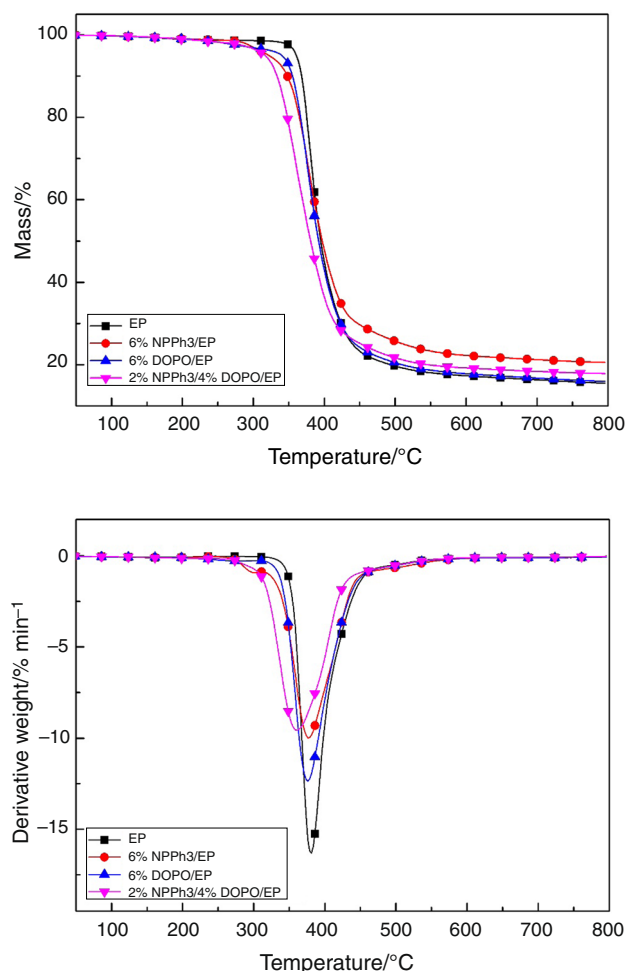 100
80
60
40
20
Mass/%
EP
6% NPPh3/EP
6% DOPO/EP
2% NPPh3/4% DOPO/EP
100 200 300 400 500 600 700 800
Temperature/°C
0
−5
−10
−15
Derivative weight/% min⁻¹
EP
6% NPPh3/EP
6% DOPO/EP
2% NPPh3/4% DOPO/EP
100 200 300 400 500 600 700 800
Temperature/°C